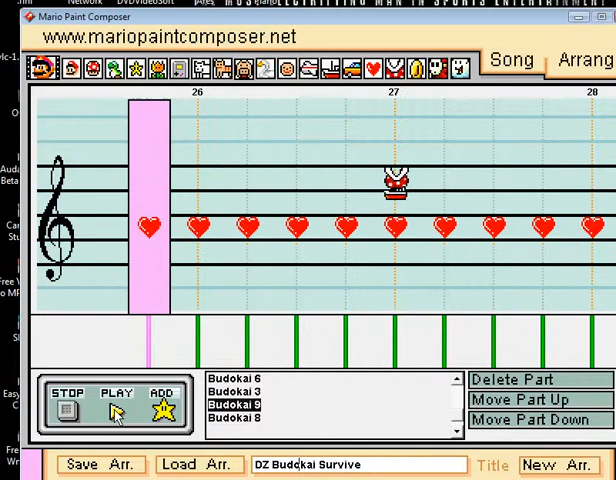 Mario Paint Composer
www.mariopaintcomposer.net
Song
Arrang
26 27 28
STOP PLAY ADD
Budokai 6
Budokai 3
Budokai 9
Budokai 8
Delete Part
Move Part Up
Move Part Down
Save Arr.
Load Arr.
DZ Budokai Survive
Title
New Arr.